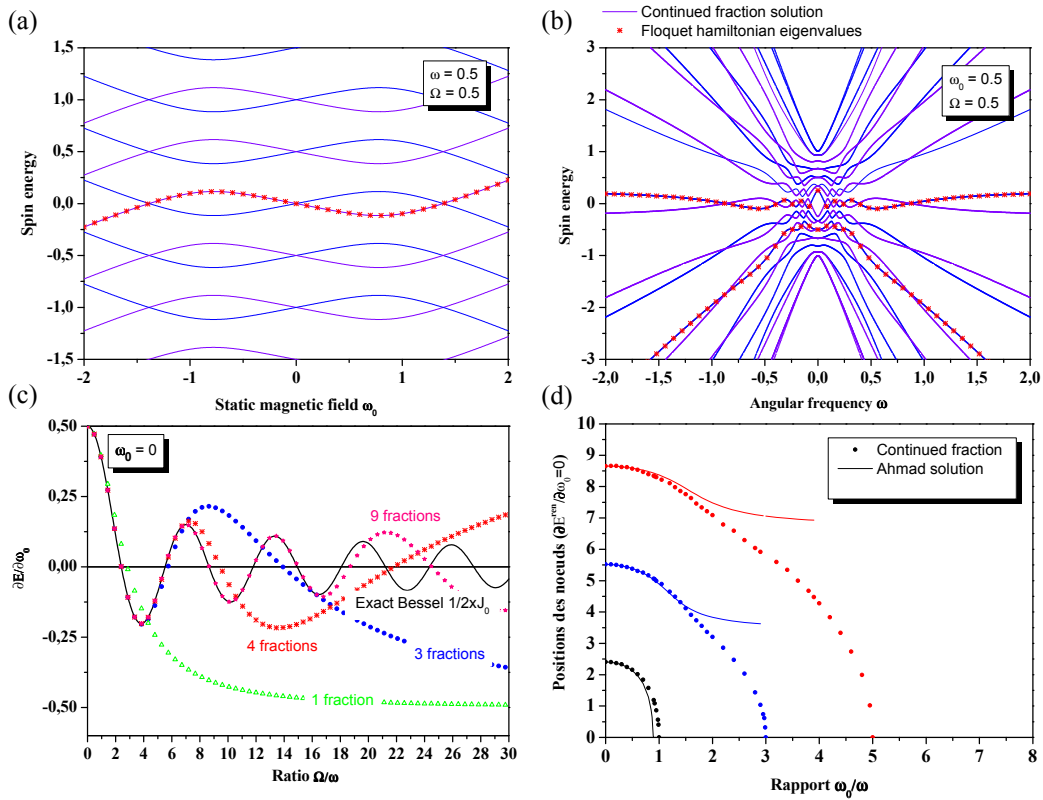 (a)
1,5
1,0
0,5
0,0
-0,5
-1,0
-1,5
Spin energy
ω = 0.5
Ω = 0.5
-2
-1
0
1
2
Static magnetic field ω0
(b)
Continued fraction solution
Floquet hamiltonian eigenvalues
3
2
1
0
-1
-2
-3
Spin energy
ω0 = 0.5
Ω = 0.5
-2,0
-1,5
-1,0
-0,5
0,0
0,5
1,0
1,5
2,0
Angular frequency ω
(c)
0,50
0,25
0,00
-0,25
-0,50
∂E/∂ω0
ω0 = 0
9 fractions
Exact Bessel 1/2xJ0
4 fractions
3 fractions
1 fraction
0
2
4
6
8
10
12
14
16
18
20
22
24
26
28
30
Ratio Ω/ω
(d)
10
9
8
7
6
5
4
3
2
1
0
Positions des noeuds (∂E^ren/∂ω0=0)
Continued fraction
Ahmad solution
0
1
2
3
4
5
6
7
8
Rapport ω0/ω